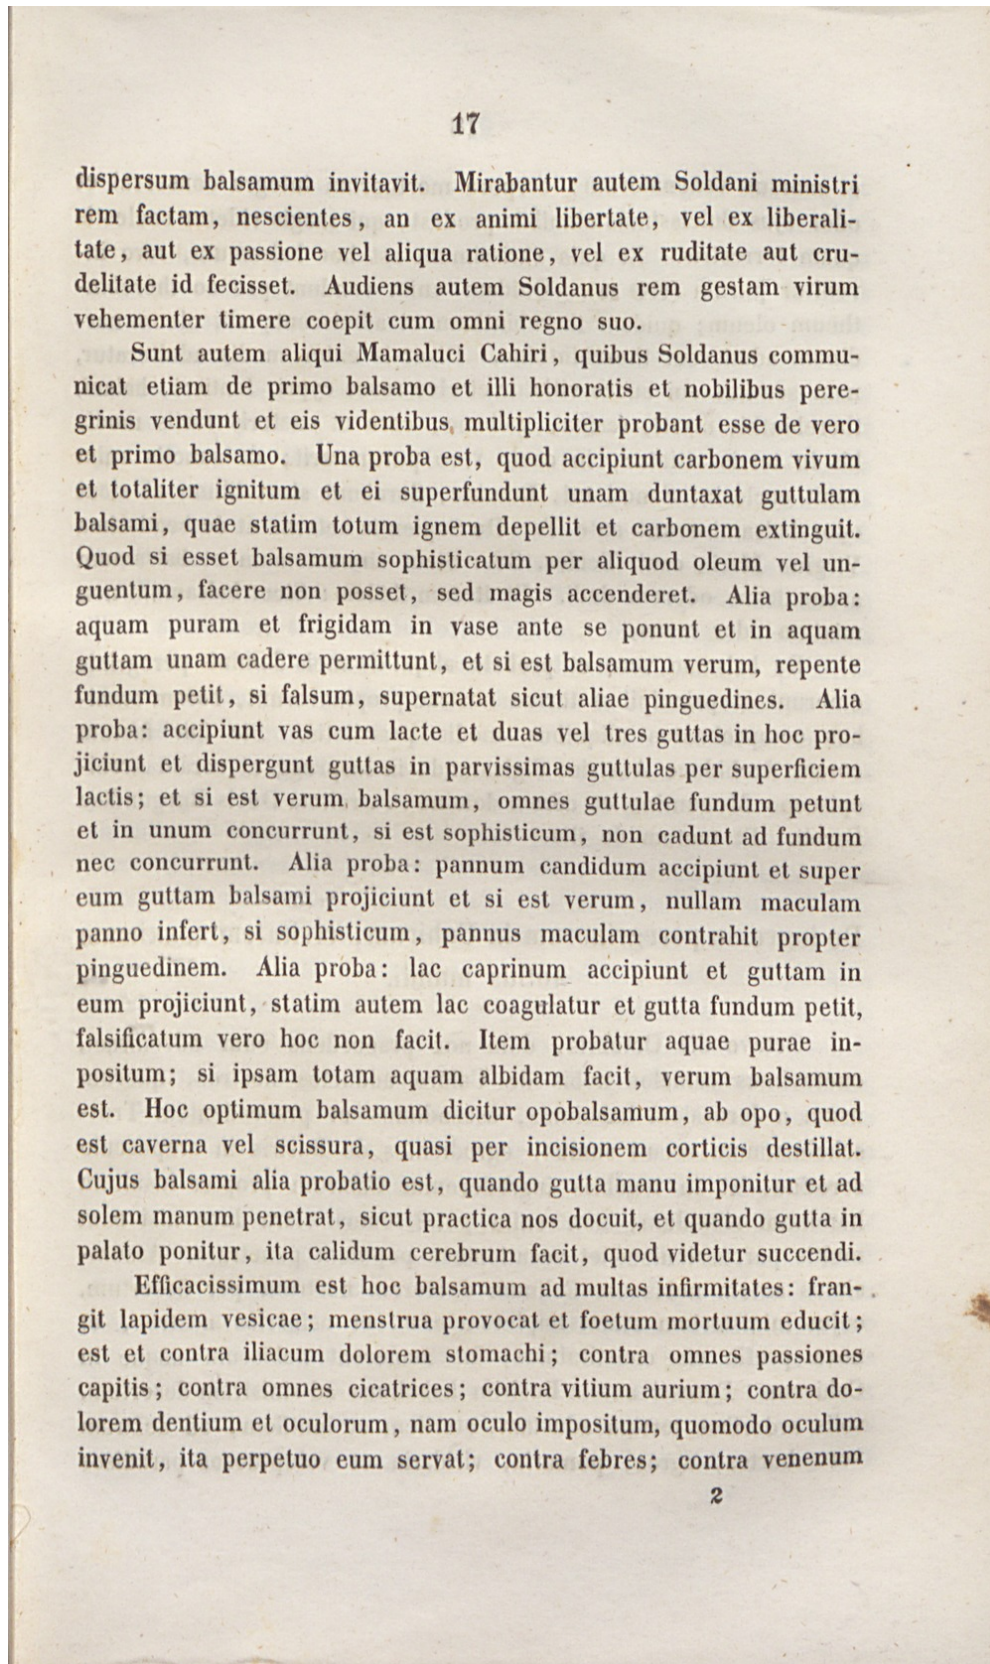 17
dispersum balsamum invitavit. Mirabantur autem Soldani ministri
rem factam, nescientes, an ex animi libertate, vel ex liberali-
tate, aut ex passione vel aliqua ratione, vel ex ruditate aut cru-
delitate id fecisset. Audiens autem Soldanus rem gestam virum
vehementer timere coepit cum omni regno suo.
Sunt autem aliqui Mamaluci Cahiri, quibus Soldanus commu-
nicat etiam de primo balsamo et illi honoratis et nobilibus pere-
grinis vendunt et eis videntibus multipliciter probant esse de vero
et primo balsamo. Una proba est, quod accipiunt carbonem vivum
et totaliter ignitum et ei superfundunt unam duntaxat guttulam
balsami, quae statim totum ignem depellit et carbonem extinguit.
Quod si esset balsamum sophisticatum per aliquod oleum vel un-
guentum, facere non posset, sed magis accenderet. Alia proba:
aquam puram et frigidam in vase ante se ponunt et in aquam
guttam unam cadere permittunt, et si est balsamum verum, repente
fundum petit, si falsum, supernatat sicut aliae pinguedines. Alia
proba: accipiunt vas cum lacte et duas vel tres guttas in hoc pro-
jiciunt et dispergunt guttas in parvissimas guttulas per superficiem
lactis; et si est verum balsamum, omnes guttulae fundum petunt
et in unum concurrunt, si est sophisticum, non cadunt ad fundum
nec concurrunt. Alia proba: pannum candidum accipiunt et super
eum guttam balsami projiciunt et si est verum, nullam maculam
panno infert, si sophisticum, pannus maculam contrahit propter
pinguedinem. Alia proba: lac caprinum accipiunt et guttam in
eum projiciunt, statim autem lac coagulatur et gutta fundum petit,
falsificatum vero hoc non facit. Item probatur aquae purae in-
positum; si ipsam totam aquam albidam facit, verum balsamum
est. Hoc optimum balsamum dicitur opobalsamum, ab opo, quod
est caverna vel scissura, quasi per incisionem corticis destillat.
Cujus balsami alia probatio est, quando gutta manu imponitur et ad
solem manum penetrat, sicut practica nos docuit, et quando gutta in
palato ponitur, ita calidum cerebrum facit, quod videtur succendi.
Efficacissimum est hoc balsamum ad multas infirmitates: fran-
git lapidem vesicae; menstrua provocat et foetum mortuum educit;
est et contra iliacum dolorem stomachi; contra omnes passiones
capitis; contra omnes cicatrices; contra vitium aurium; contra do-
lorem dentium et oculorum, nam oculo impositum, quomodo oculum
invenit, ita perpetuo eum servat; contra febres; contra venenum
2